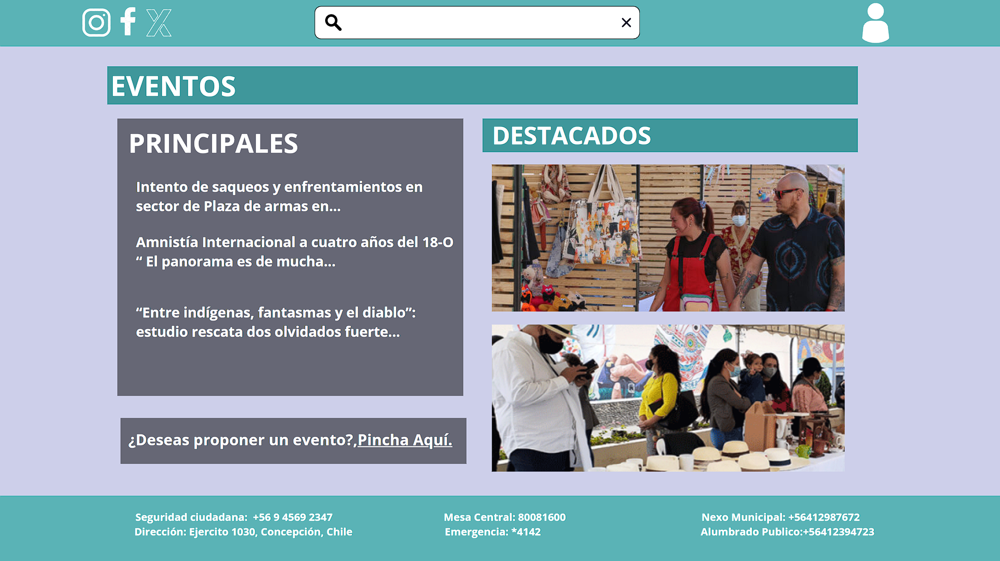 EVENTOS
PRINCIPALES
Intento de saqueos y enfrentamientos en
sector de Plaza de armas en...
Amnistía Internacional a cuatro años del 18-O
“ El panorama es de mucha...
“Entre indígenas, fantasmas y el diablo”:
estudio rescata dos olvidados fuerte...
¿Deseas proponer un evento?,Pincha Aquí.
DESTACADOS
Seguridad ciudadana:  +56 9 4569 2347
Dirección: Ejercito 1030, Concepción, Chile
Mesa Central: 80081600
Emergencia: *4142
Nexo Municipal: +56412987672
Alumbrado Publico:+56412394723